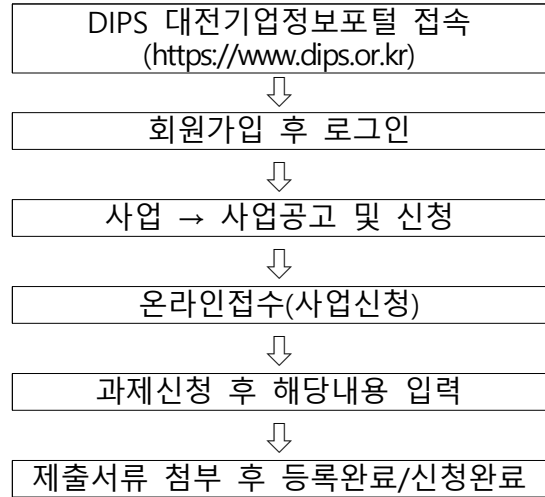 DIPS 대전기업정보포털 접속
(https://www.dips.or.kr)
회원가입 후 로그인
사업 → 사업공고 및 신청
온라인접수(사업신청)
과제신청 후 해당내용 입력
제출서류 첨부 후 등록완료/신청완료